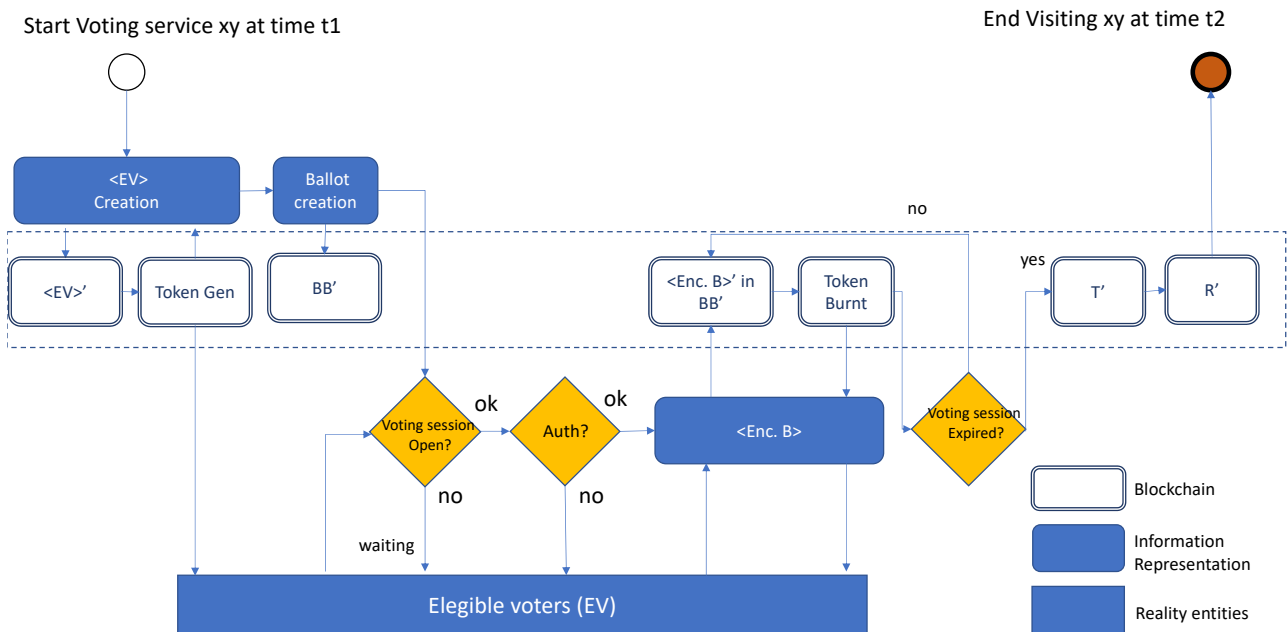 Start Voting service xy at time t1
End Visiting xy at time t2
<EV>
Creation
Ballot
creation
no
<EV>’
Token Gen
BB’
<Enc. B>’ in
BB’
Token
Burnt
yes
T’
R’
Voting session
Open?
ok
Auth?
ok
<Enc. B>
Voting session
Expired?
no
no
waiting
Elegible voters (EV)
Blockchain
Information
Representation
Reality entities